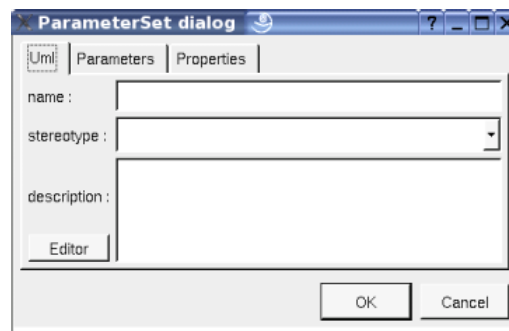 ParameterSet dialog
Uml Parameters Properties
name :
stereotype :
description :
Editor
OK Cancel